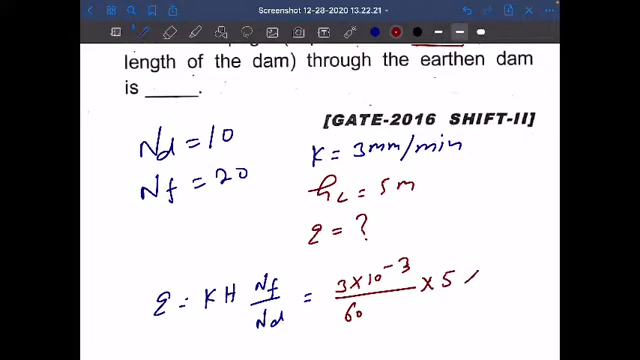 Screenshot 12-28-2020 13.22.21
length of the dam) through the earthen dam
is _____.
[GATE-2016 SHIFT-II]
Nd = 10
K = 3mm/min
Nf = 20
hL = 5m
q = ?
q = KH Nf/Nd = 3×10⁻³/60 × 5